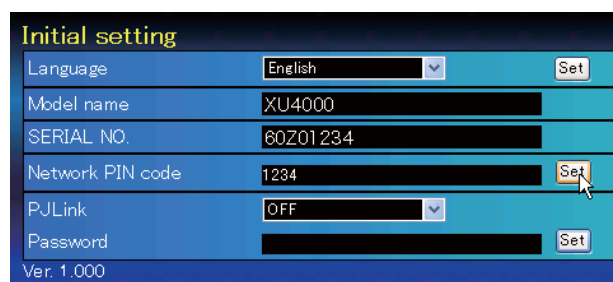 Initial setting
Language English Set
Model name XU4000
SERIAL NO. 60Z01234
Network PIN code 1234 Set
PJLink OFF
Password Set
Ver. 1.000